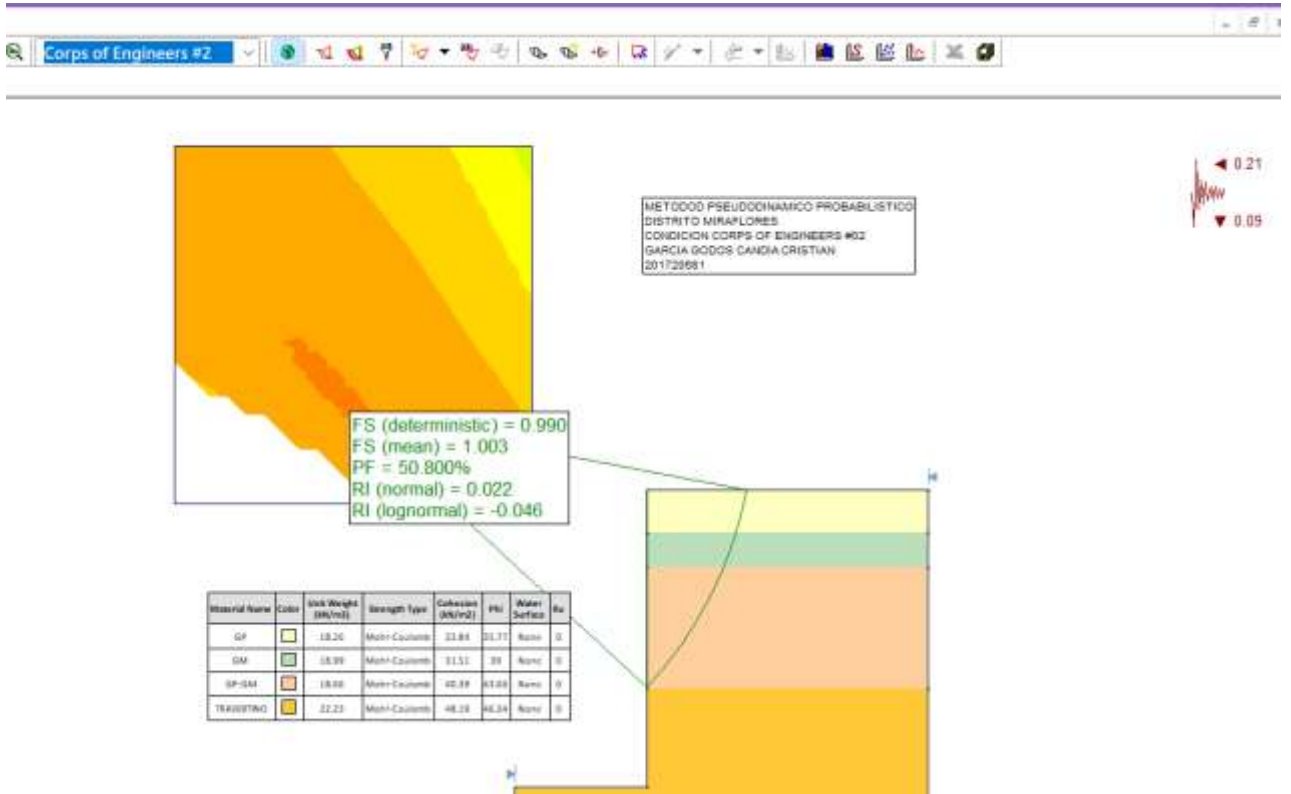 Corps of Engineers #2
0.21
0.09
METODOO PSEUDODINAMICO PROBABILISTICO
DISTRITO MIRAFLORES
CONDICION CORPS OF ENGINEERS #02
GARCIA GODOS CANDIA CRISTIAN
FS (deterministic) = 0.990
FS (mean) = 1.003
PF = 50.800%
RI (normal) = 0.022
RI (lognormal) = -0.046
Material Name Color Unit Weight (kN/m3) Strength Type Cohesion (kN/m2) Phi Water Surface Ru
GP Mohr-Coulomb None 0
GM Mohr-Coulomb 39 None 0
GP-GM Mohr-Coulomb None 0
TRAVERTINO 22.23 Mohr-Coulomb None 0